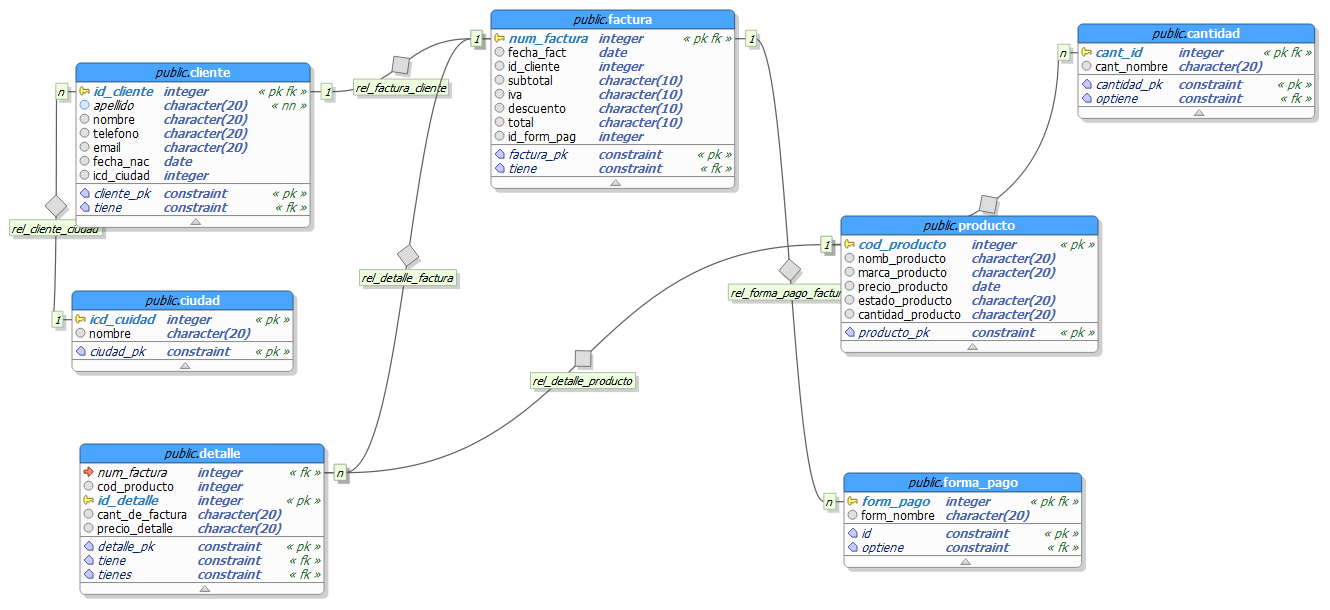 public.factura
num_factura integer « pk fk »
fecha_fact date
id_cliente integer
subtotal character(10)
iva character(10)
descuento character(10)
total character(10)
id_form_pag integer
factura_pk constraint « pk »
tiene constraint « fk »
1
1
public.cantidad
cant_id integer « pk fk »
cant_nombre character(20)
cantidad_pk constraint « pk »
optiene constraint « fk »
n
public.cliente
id_cliente integer « pk fk »
apellido character(20) « nn »
nombre character(20)
telefono character(20)
email character(20)
fecha_nac date
icd_ciudad integer
cliente_pk constraint « pk »
tiene constraint « fk »
n
1
rel_factura_cliente
rel_cliente_ciudad
rel_detalle_factura
public.producto
cod_producto integer « pk »
nomb_producto character(20)
marca_producto character(20)
precio_producto date
estado_producto character(20)
cantidad_producto character(20)
producto_pk constraint « pk »
1
rel_forma_pago_factur
public.ciudad
icd_cuidad integer « pk »
nombre character(20)
ciudad_pk constraint « pk »
1
rel_detalle_producto
public.detalle
num_factura integer « fk »
cod_producto integer
id_detalle integer « pk »
cant_de_factura character(20)
precio_detalle character(20)
detalle_pk constraint « pk »
tiene constraint « fk »
tienes constraint « fk »
n
public.forma_pago
form_pago integer « pk fk »
form_nombre character(20)
id constraint « pk »
optiene constraint « fk »
n